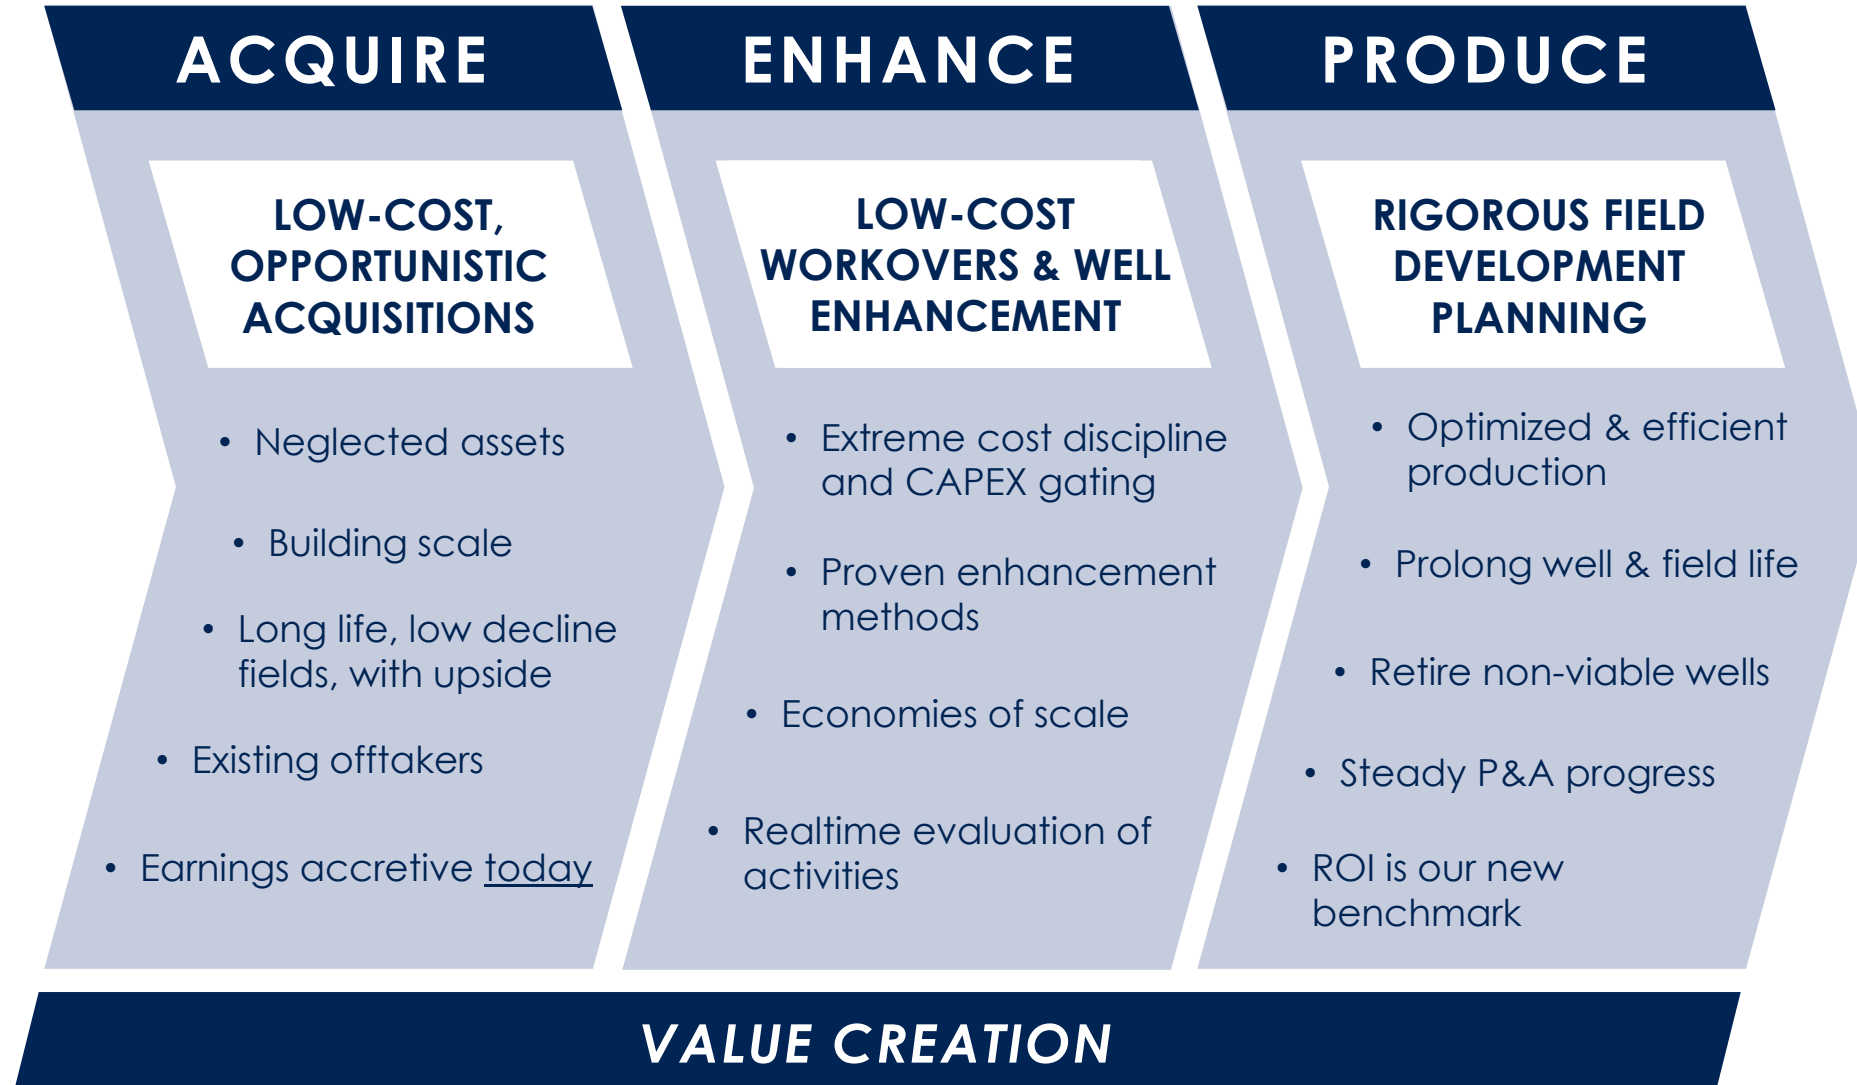 ACQUIRE
LOW-COST,
OPPORTUNISTIC
ACQUISITIONS
• Neglected assets
• Building scale
• Long life, low decline
fields, with upside
• Existing offtakers
• Earnings accretive today
ENHANCE
LOW-COST
WORKOVERS & WELL
ENHANCEMENT
• Extreme cost discipline
and CAPEX gating
• Proven enhancement
methods
• Economies of scale
• Realtime evaluation of
activities
PRODUCE
RIGOROUS FIELD
DEVELOPMENT
PLANNING
• Optimized & efficient
production
• Prolong well & field life
• Retire non-viable wells
• Steady P&A progress
• ROI is our new
benchmark
VALUE CREATION